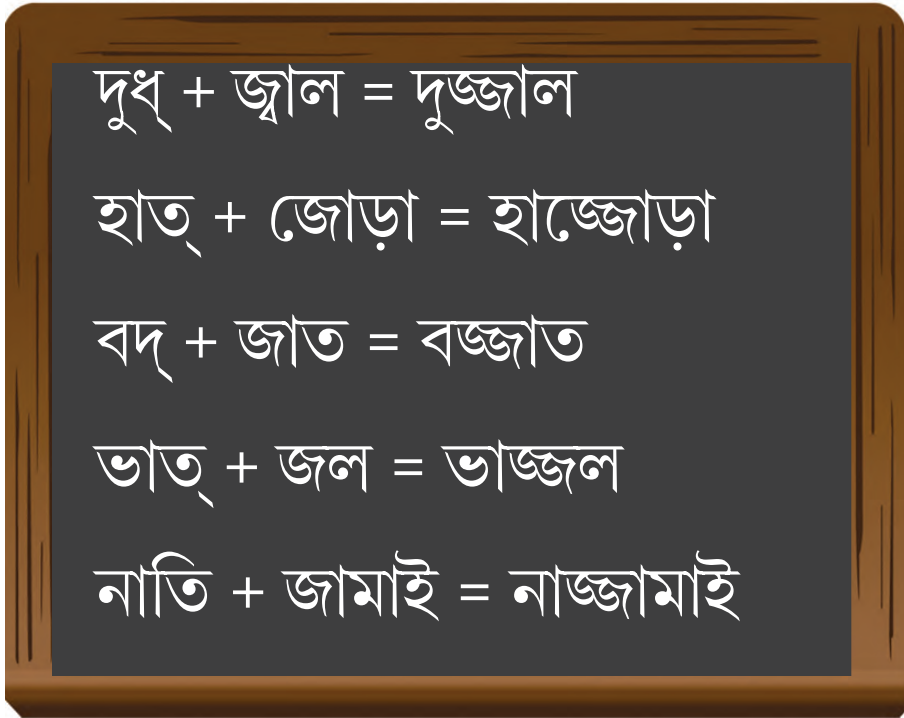 দুধ্ + জ্বাল = দুজ্জাল
হাত্ + জোড়া = হাজ্জোড়া
বদ্ + জাত = বজ্জাত
ভাত্ + জল = ভাজ্জল
নাতি + জামাই = নাজ্জামাই